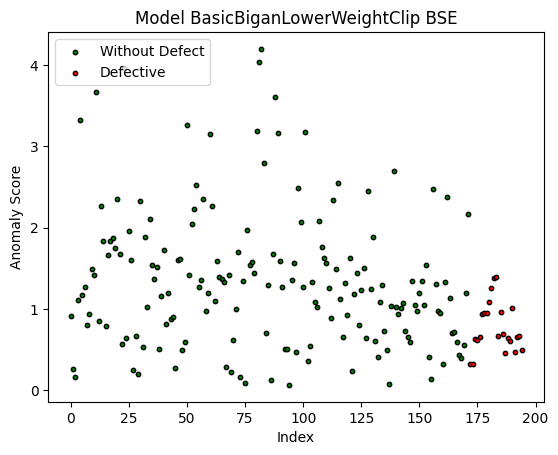 Model BasicBiganLowerWeightClip BSE
Without Defect
Defective
Anomaly Score
4
3
2
1
0
0
25
50
75
100
125
150
175
200
Index